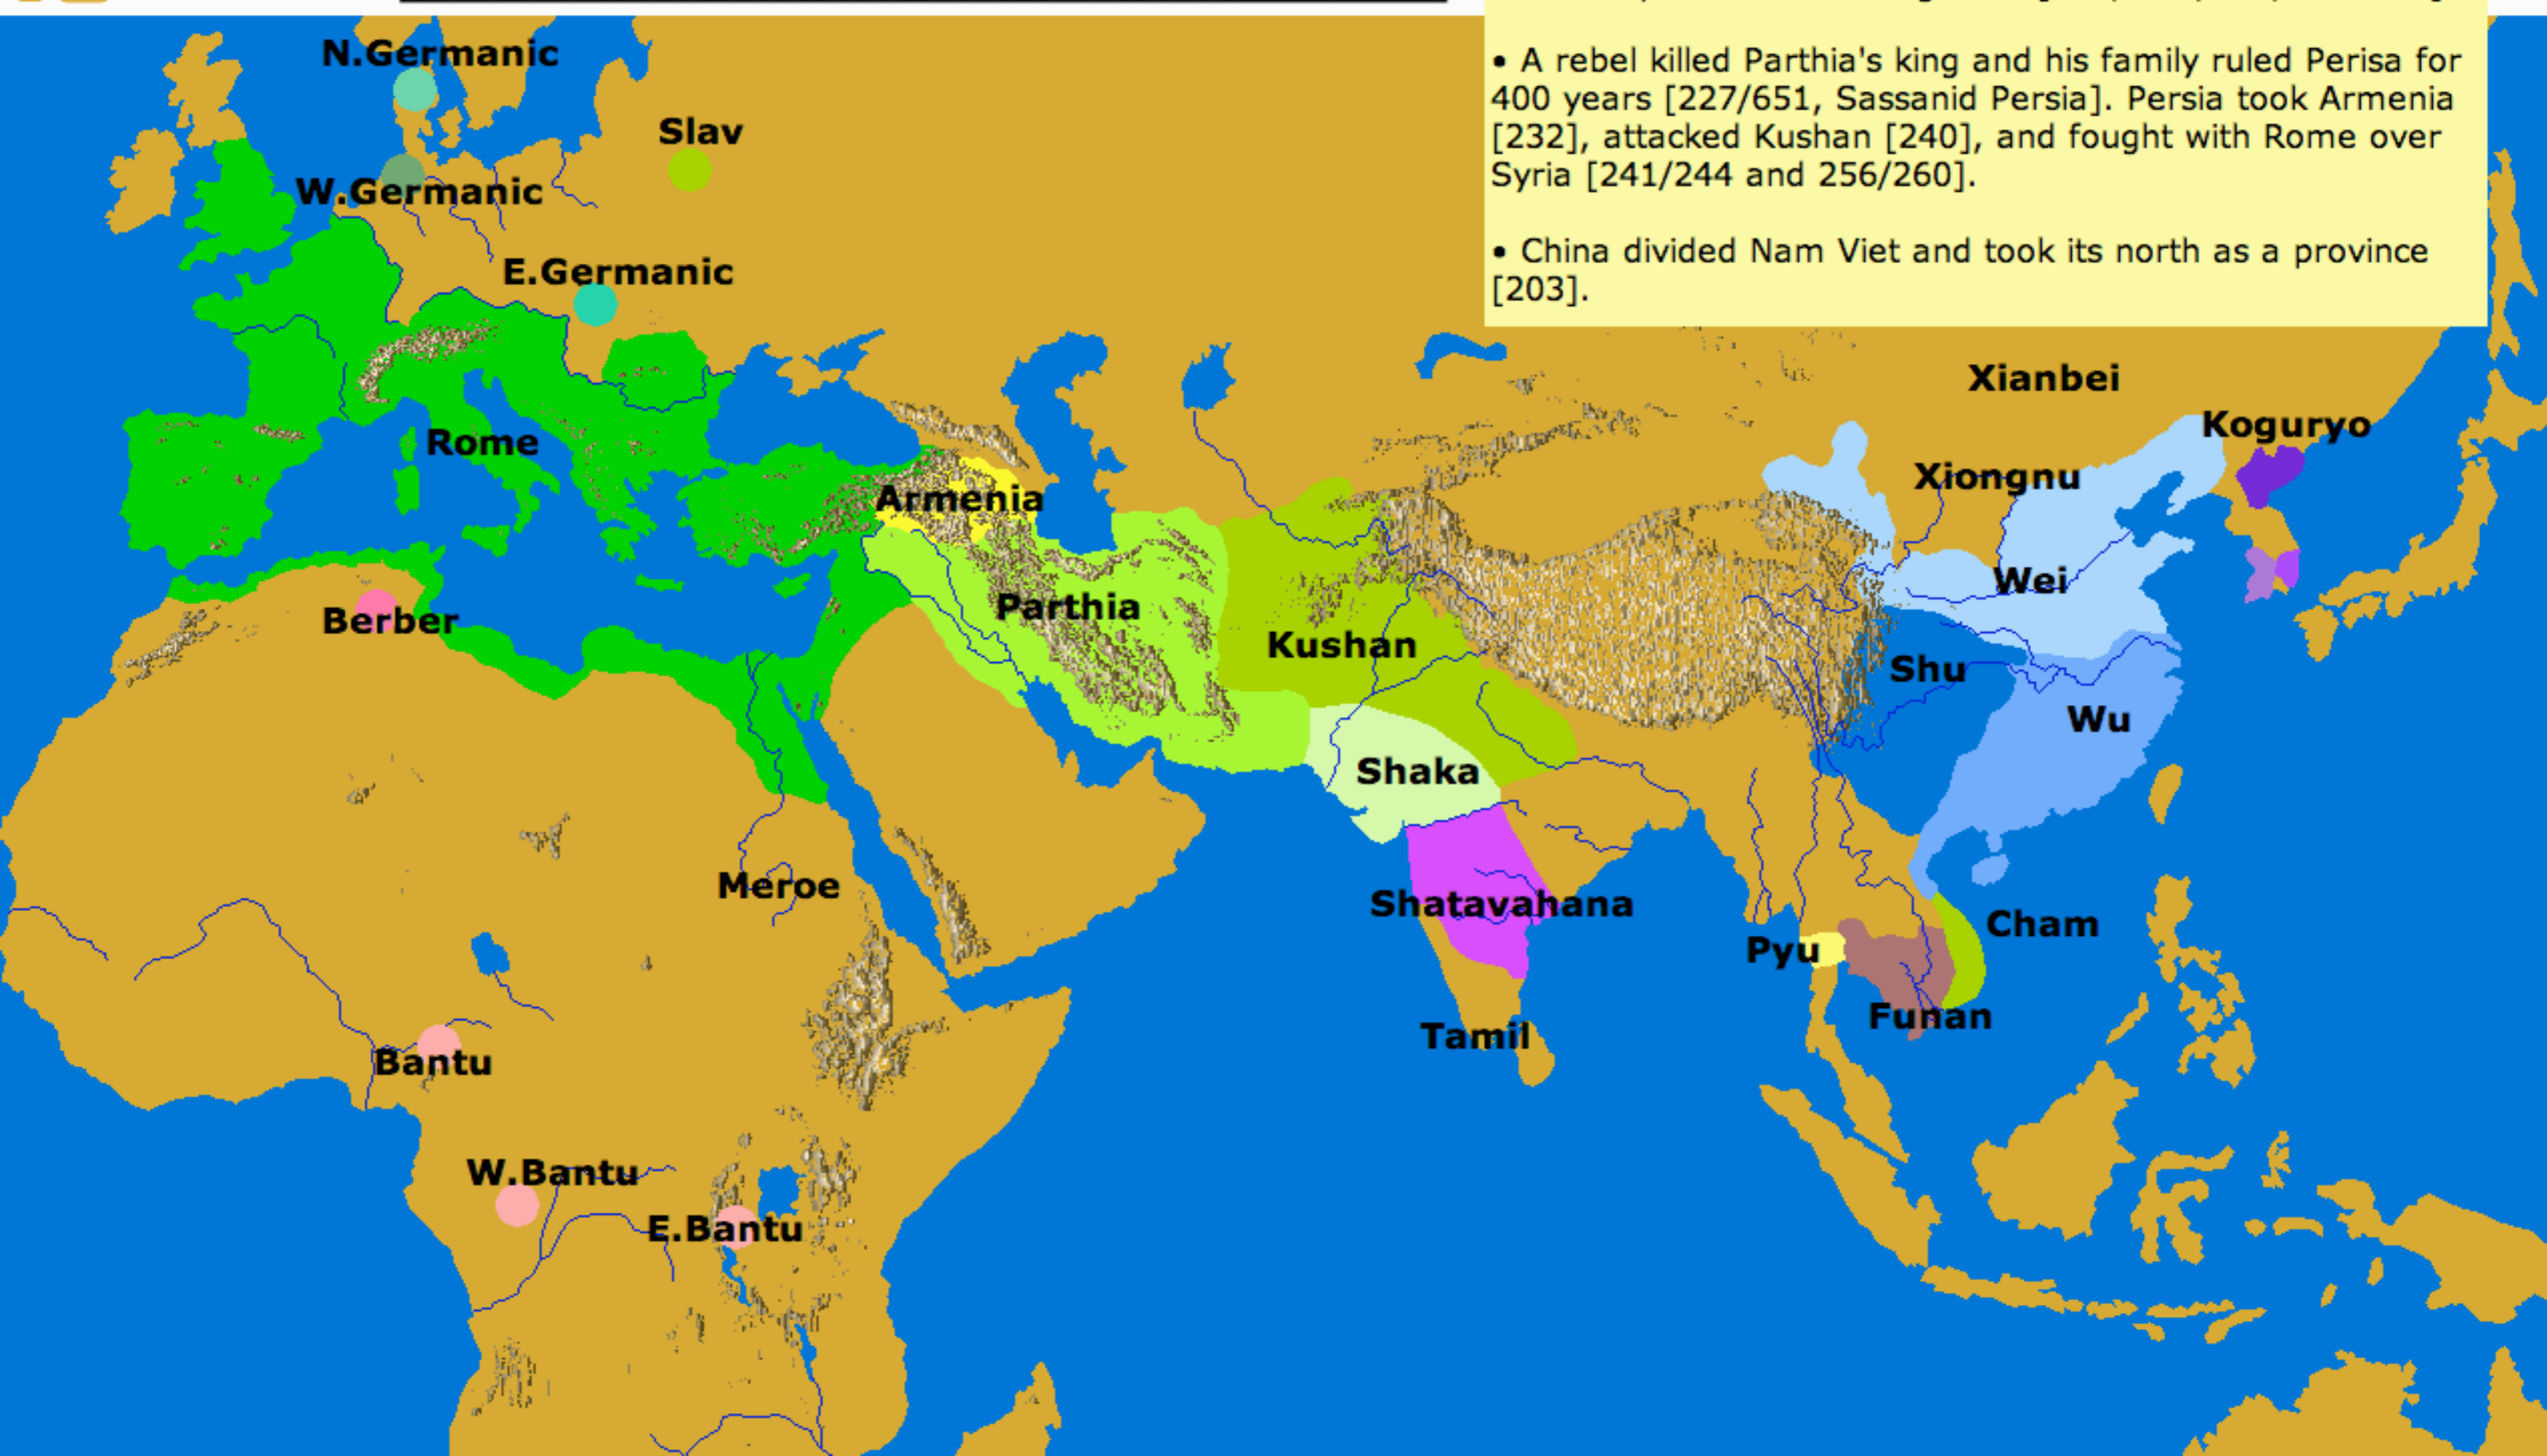 • A rebel killed Parthia's king and his family ruled Perisa for
400 years [227/651, Sassanid Persia]. Persia took Armenia
[232], attacked Kushan [240], and fought with Rome over
Syria [241/244 and 256/260].
• China divided Nam Viet and took its north as a province
[203].
N.Germanic
Slav
W.Germanic
E.Germanic
Xianbei
Koguryo
Rome
Xiongnu
Armenia
Wei
Parthia
Berber
Kushan
Shu
Wu
Shaka
Meroe
Shatavahana
Cham
Pyu
Funan
Tamil
Bantu
W.Bantu
E.Bantu